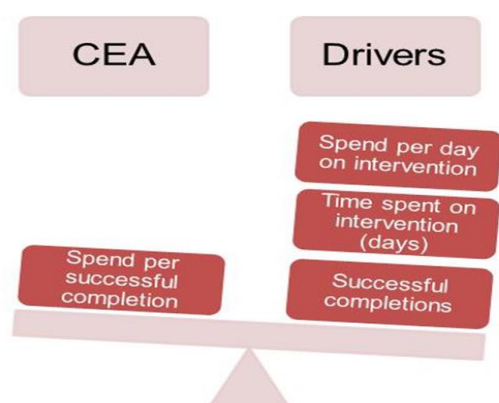 CEA
Drivers
Spend per day
on intervention
Time spent on
intervention
(days)
Spend per
successful
completion
Successful
completions